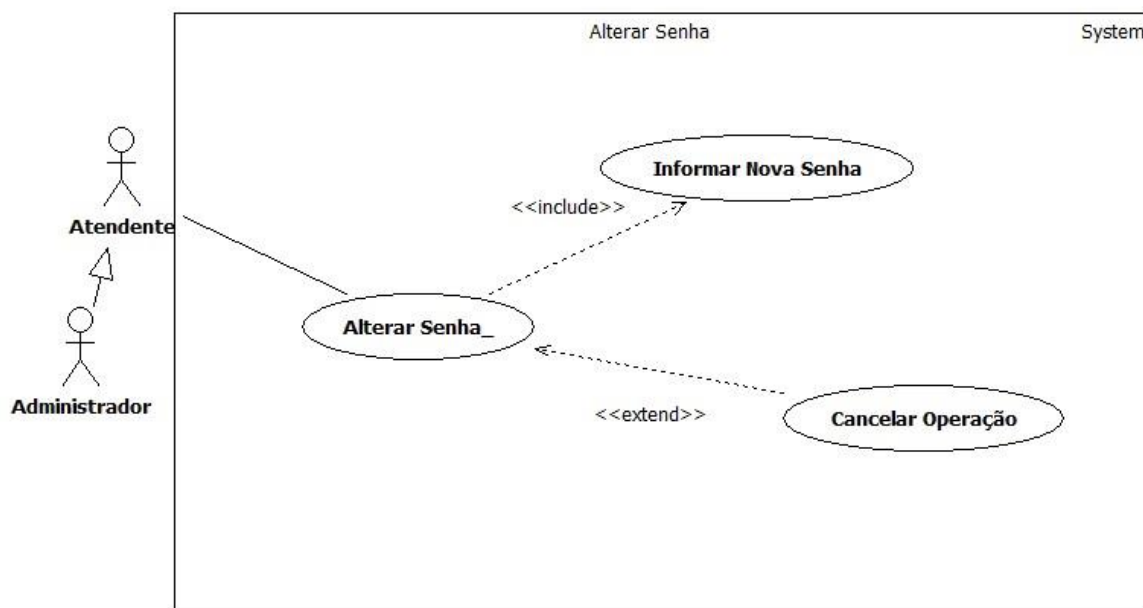 Alterar Senha
System
Informar Nova Senha
<<include>>
Atendente
Alterar Senha_
Administrador
<<extend>>
Cancelar Operação